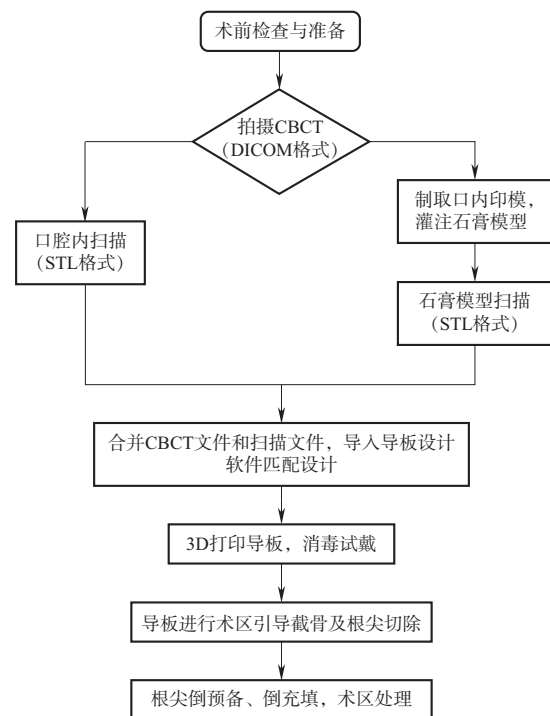 术前检查与准备
拍摄CBCT
（DICOM格式）
口腔内扫描
（STL格式）
制取口内印模，
灌注石膏模型
石膏模型扫描
（STL格式）
合并CBCT文件和扫描文件，导入导板设计
软件匹配设计
3D打印导板，消毒试戴
导板进行术区引导截骨及根尖切除
根尖倒预备、倒充填，术区处理